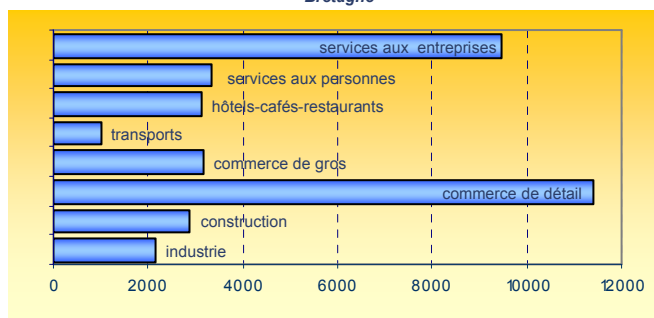 Bretagne
services aux entreprises
services aux personnes
hôtels-cafés-restaurants
transports
commerce de gros
commerce de détail
construction
industrie
0 2000 4000 6000 8000 10000 12000